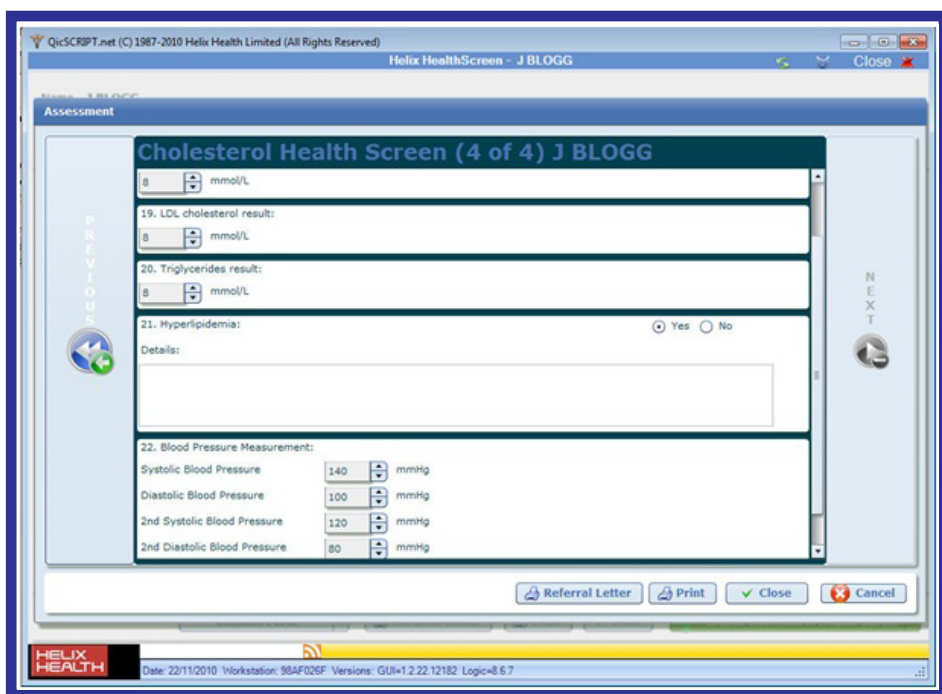 QicSCRIPT.net (C) 1987-2010 Helix Health Limited (All Rights Reserved)
Helix HealthScreen - J BLOGG
Close
Name J BLOGG
Assessment
Cholesterol Health Screen (4 of 4) J BLOGG
8 mmol/L
19. LDL cholesterol result:
8 mmol/L
20. Triglycerides result:
8 mmol/L
21. Hyperlipidemia: Yes No
Details:
22. Blood Pressure Measurement:
Systolic Blood Pressure 140 mmHg
Diastolic Blood Pressure 100 mmHg
2nd Systolic Blood Pressure 120 mmHg
2nd Diastolic Blood Pressure 80 mmHg
PREVIOUS
NEXT
Referral Letter Print Close Cancel
HELIX
HEALTH
Date: 22/11/2010 Workstation: 98AF026F Versions: GUI=1.2.22.12182 Logic=8.6.7